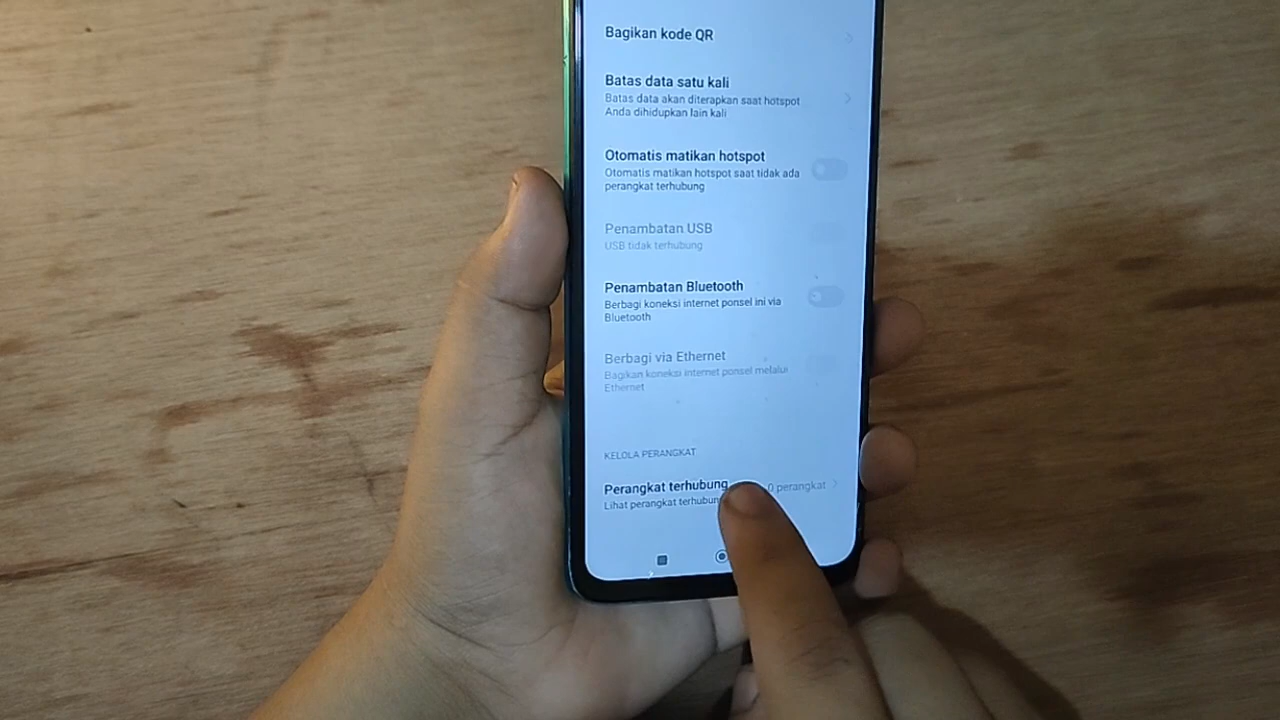 Bagikan kode QR
Batas data satu kali
Batas data akan diterapkan saat hotspot
Anda dihidupkan lain kali
Otomatis matikan hotspot
Otomatis matikan hotspot saat tidak ada
perangkat terhubung
Penambatan USB
USB tidak terhubung
Penambatan Bluetooth
Berbagi koneksi internet ponsel ini via
Bluetooth
Berbagi via Ethernet
Bagikan koneksi internet ponsel melalui
Ethernet
KELOLA PERANGKAT
Perangkat terhubung 0 perangkat
Lihat perangkat terhubung